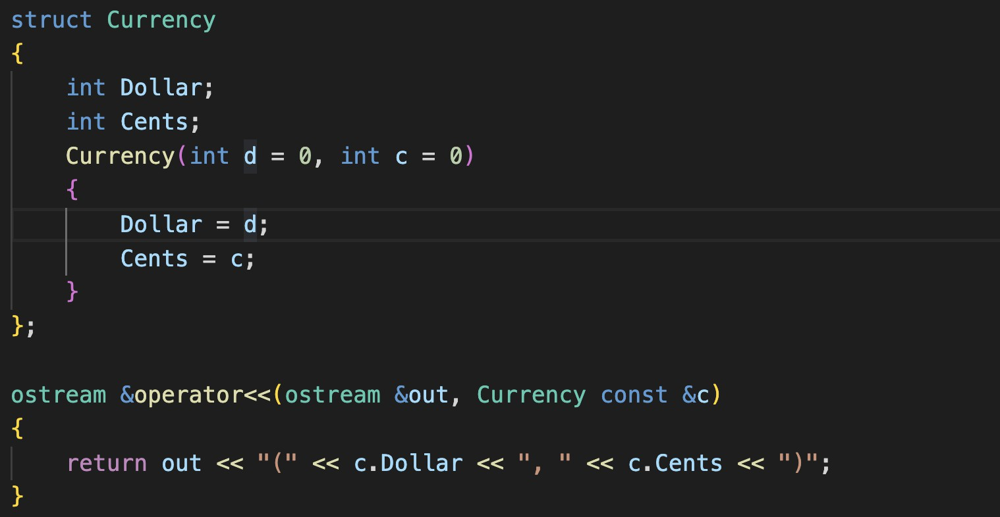 struct Currency
{
    int Dollar;
    int Cents;
    Currency(int d = 0, int c = 0)
    {
        Dollar = d;
        Cents = c;
    }
};

ostream &operator<<(ostream &out, Currency const &c)
{
    return out << "(" << c.Dollar << ", " << c.Cents << ")";
}